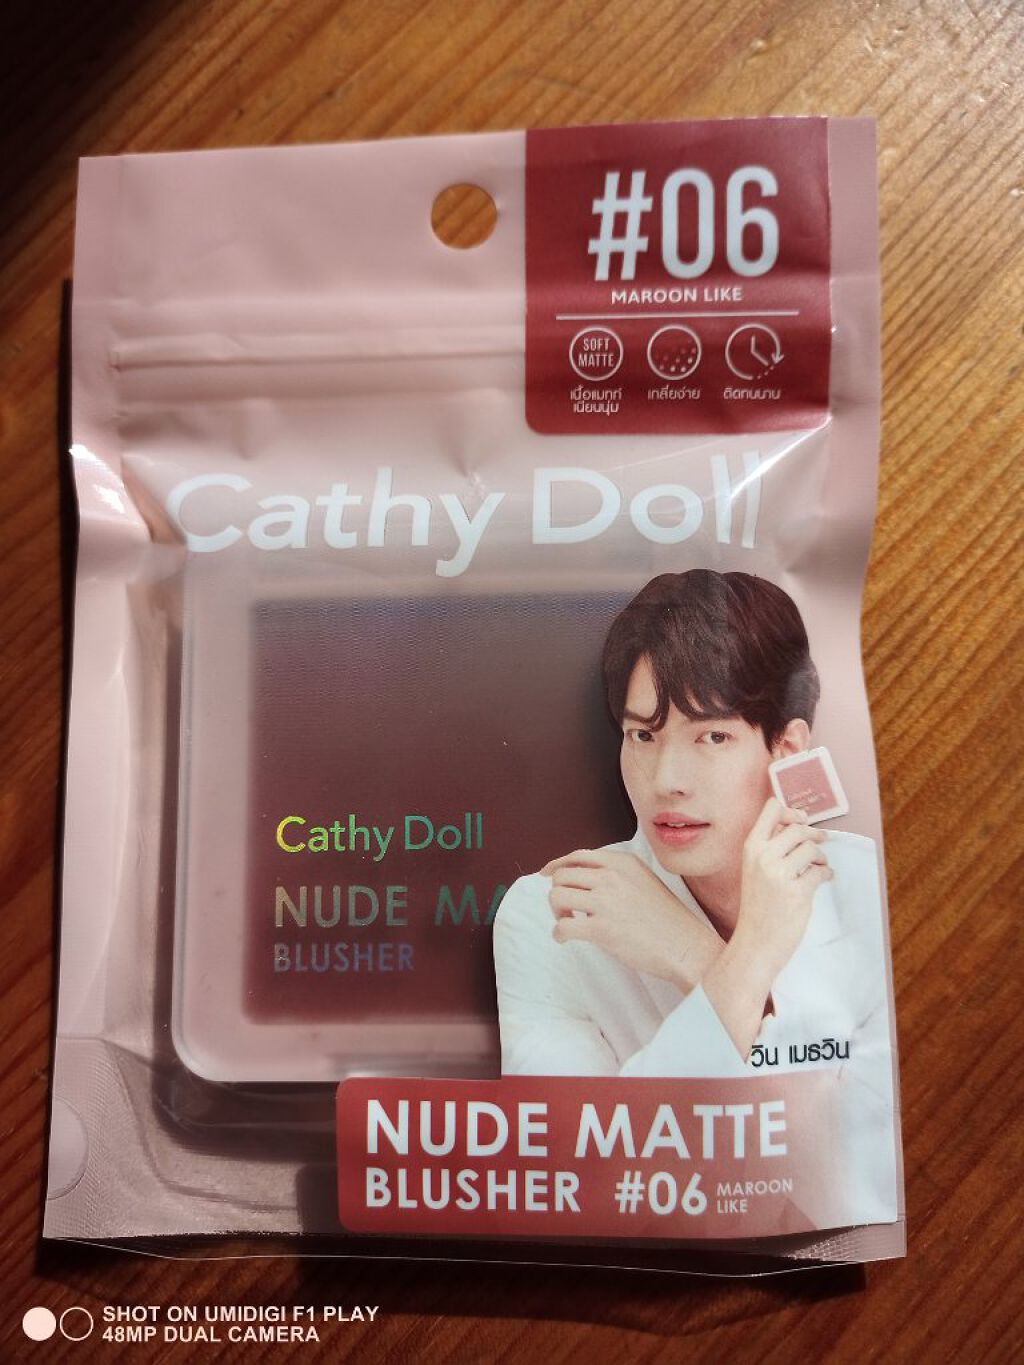 #06
MAROON LIKE
SOFT
MATTE
เนื้อแมทท์
เนียนนุ่ม
เกลี่ยง่าย
ติดทนนาน
Cathy Doll
Cathy Doll
NUDE MA
BLUSHER
วิน เมธวิน
NUDE MATTE
BLUSHER #06 MAROON
LIKE
SHOT ON UMIDIGI F1 PLAY
48MP DUAL CAMERA